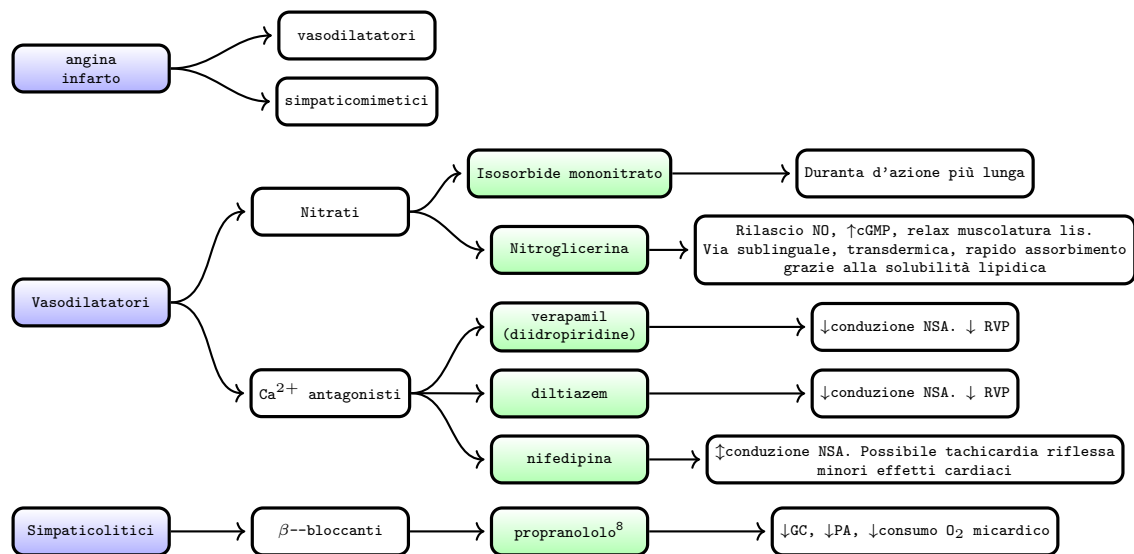 angina
infarto
vasodilatatori
simpaticomimetici
Vasodilatatori
Nitrati
Isosorbide mononitrato
Duranta d'azione più lunga
Nitroglicerina
Rilascio NO, ↑cGMP, relax muscolatura lis.
Via sublinguale, transdermica, rapido assorbimento
grazie alla solubilità lipidica
Ca²⁺ antagonisti
verapamil
(diidropiridine)
↓conduzione NSA. ↓ RVP
diltiazem
↓conduzione NSA. ↓ RVP
nifedipina
↕conduzione NSA. Possibile tachicardia riflessa
minori effetti cardiaci
Simpaticolitici
β--bloccanti
propranololo⁸
↓GC, ↓PA, ↓consumo O₂ micardico